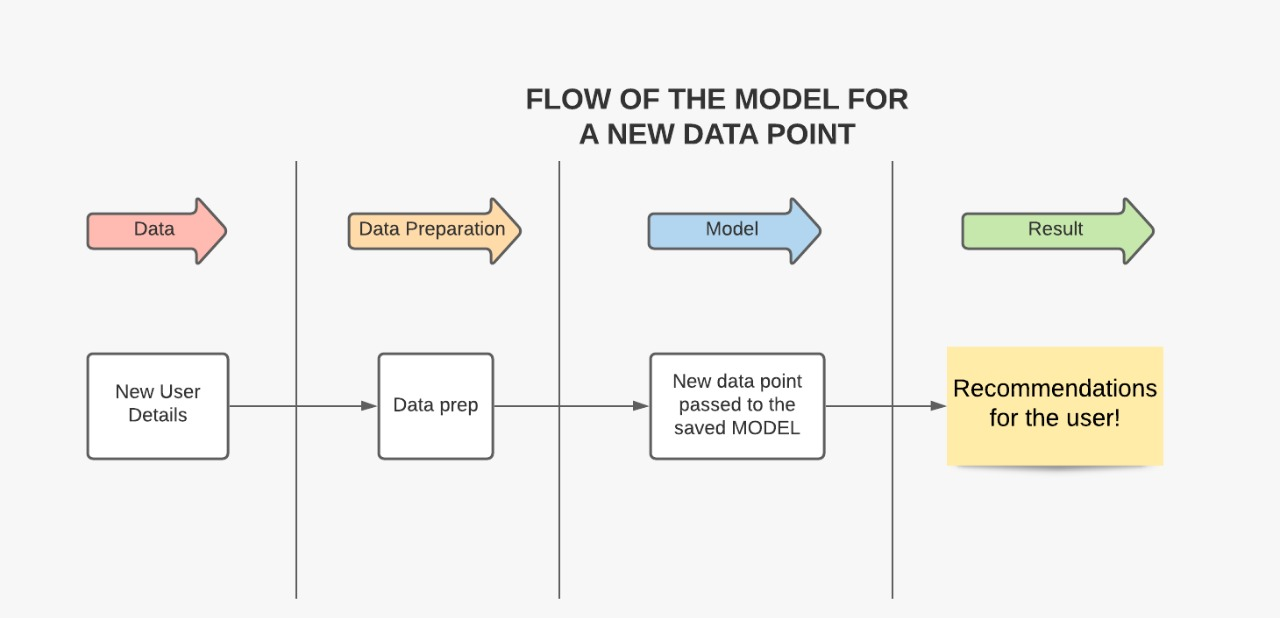 FLOW OF THE MODEL FOR
A NEW DATA POINT
Data
Data Preparation
Model
Result
New User
Details
Data prep
New data point
passed to the
saved MODEL
Recommendations
for the user!